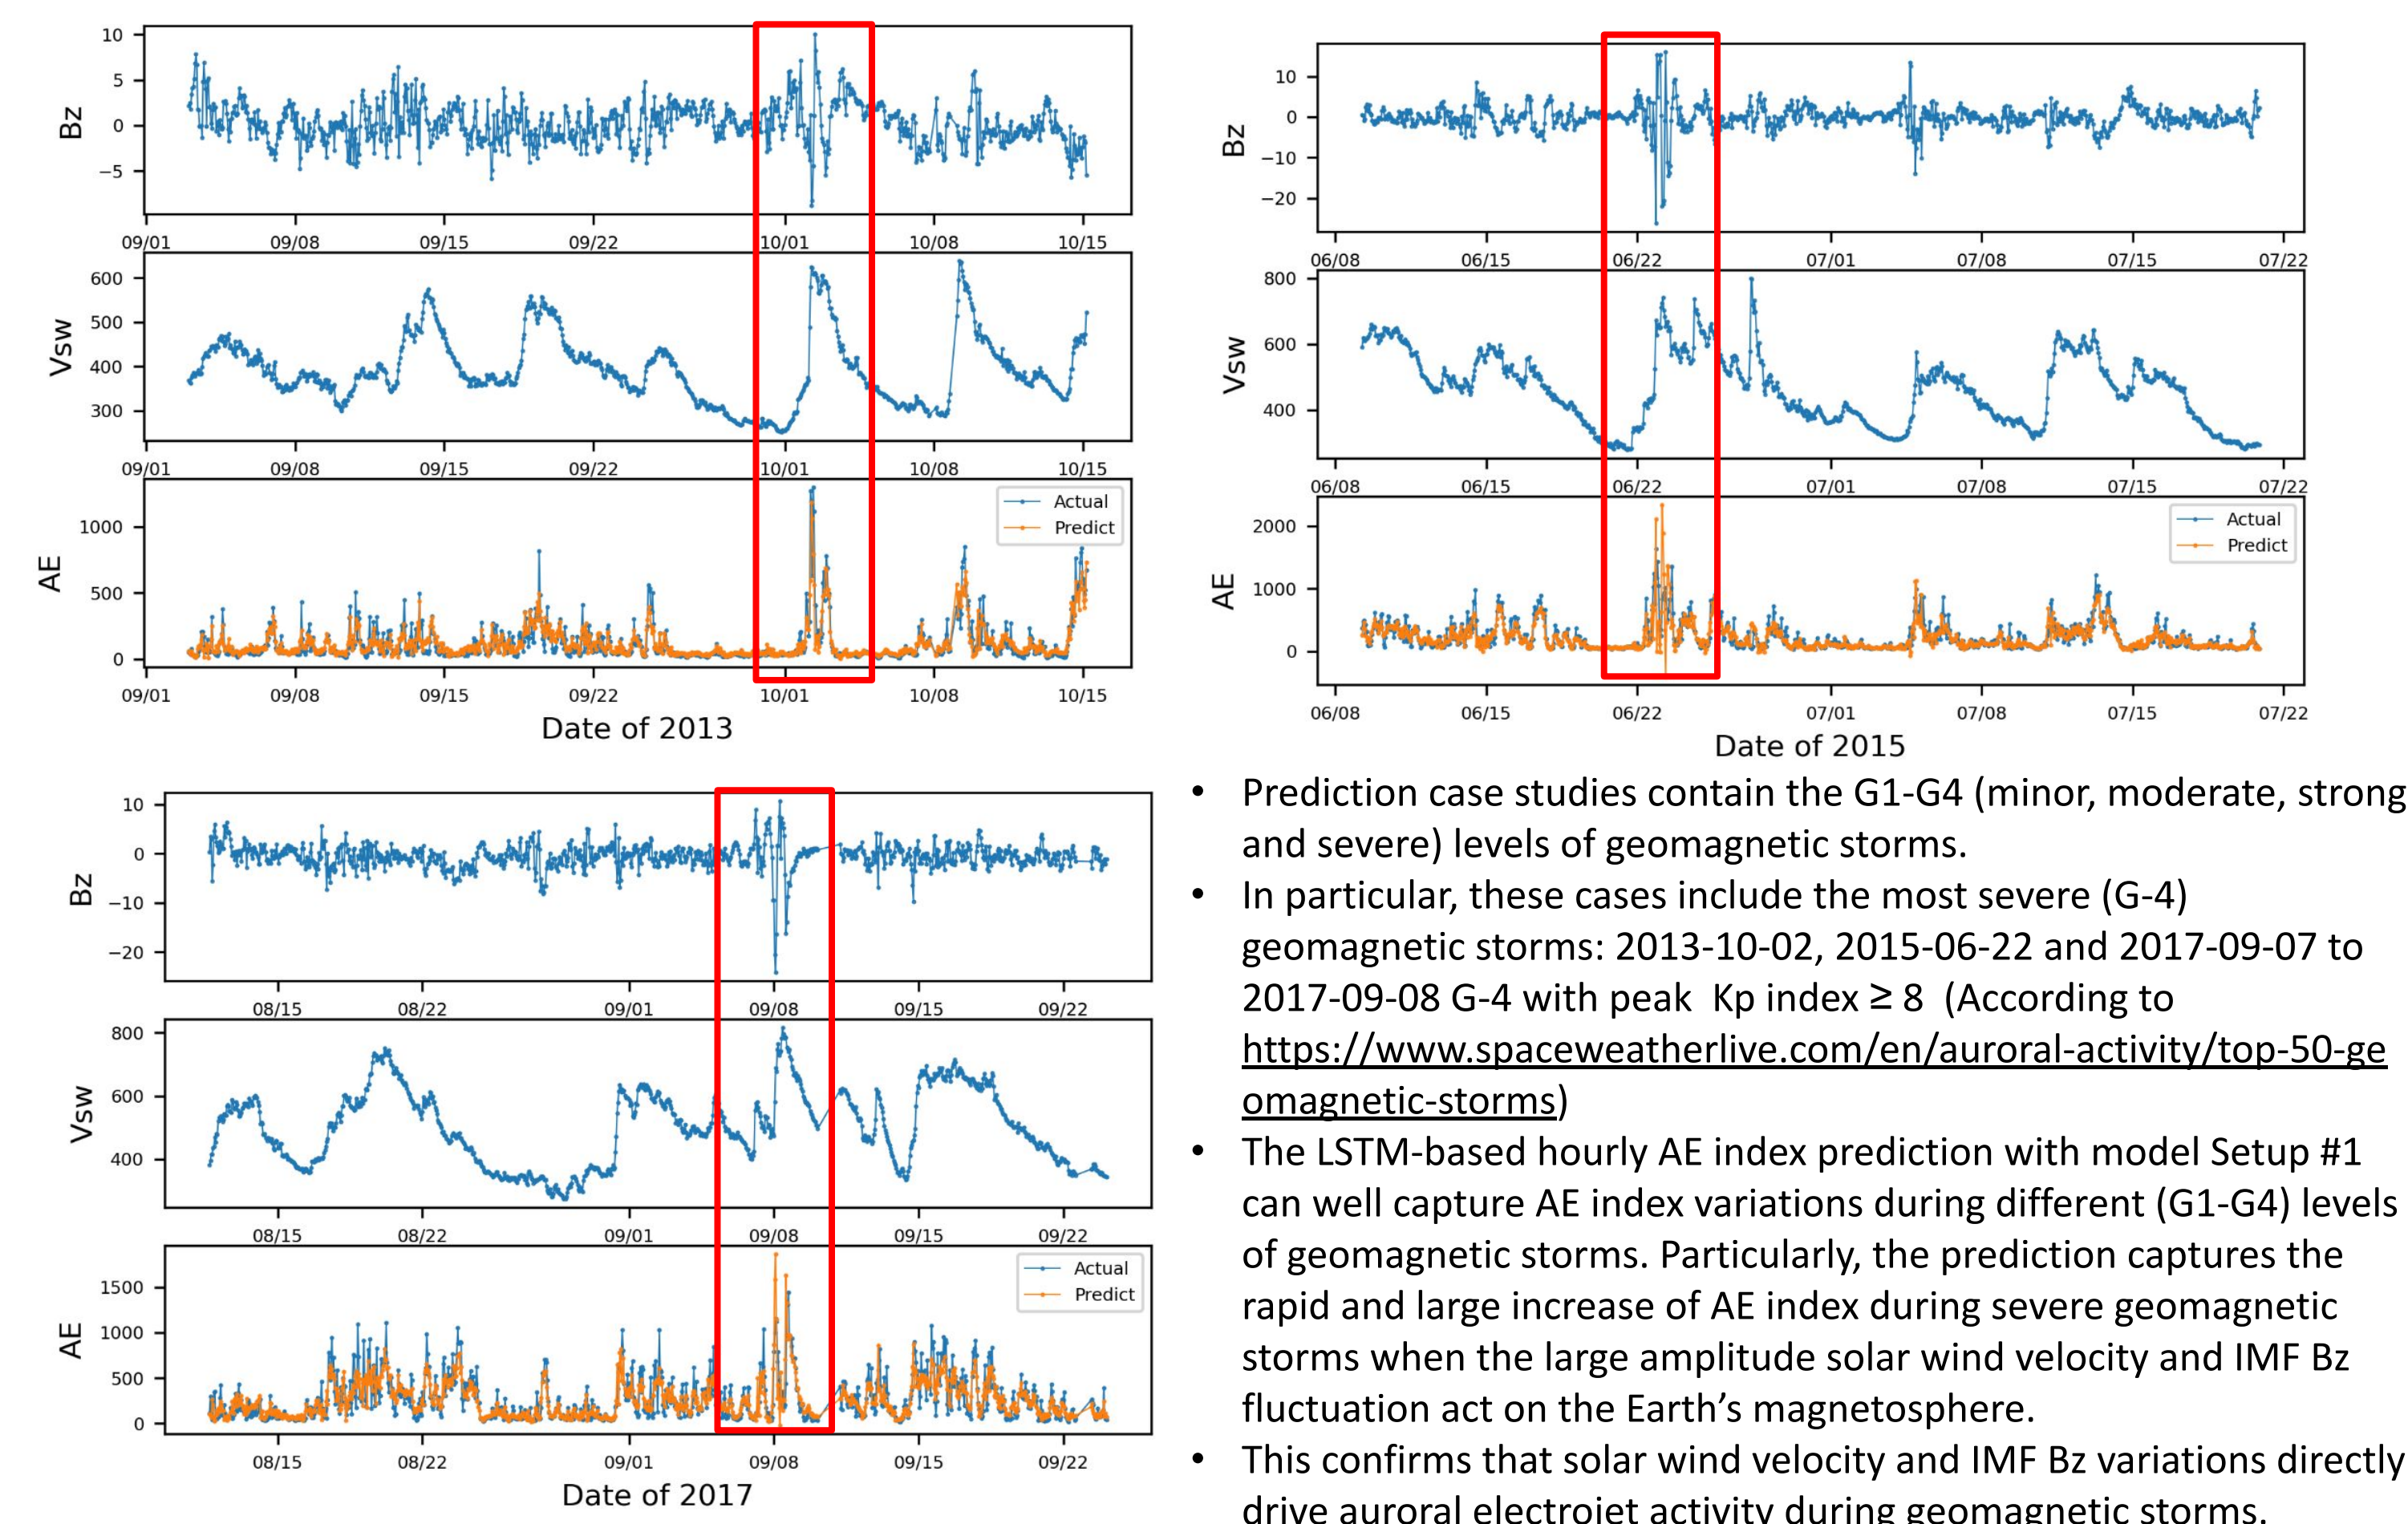 10
5
0
−5
Bz
09/01 09/08 09/15 09/22 10/01 10/08 10/15
600
500
400
300
Vsw
09/01 09/08 09/15 09/22 10/01 10/08 10/15
1000
500
0
AE
Actual
Predict
09/01 09/08 09/15 09/22 10/01 10/08 10/15
Date of 2013
10
0
−10
−20
Bz
06/08 06/15 06/22 07/01 07/08 07/15 07/22
800
600
400
Vsw
06/08 06/15 06/22 07/01 07/08 07/15 07/22
2000
1000
0
AE
Actual
Predict
06/08 06/15 06/22 07/01 07/08 07/15 07/22
Date of 2015
10
0
−10
−20
Bz
08/15 08/22 09/01 09/08 09/15 09/22
800
600
400
Vsw
08/15 08/22 09/01 09/08 09/15 09/22
1500
1000
500
0
AE
Actual
Predict
08/15 08/22 09/01 09/08 09/15 09/22
Date of 2017
• Prediction case studies contain the G1-G4 (minor, moderate, strong
and severe) levels of geomagnetic storms.
• In particular, these cases include the most severe (G-4)
geomagnetic storms: 2013-10-02, 2015-06-22 and 2017-09-07 to
2017-09-08 G-4 with peak Kp index ≥ 8 (According to
https://www.spaceweatherlive.com/en/auroral-activity/top-50-ge
omagnetic-storms)
• The LSTM-based hourly AE index prediction with model Setup #1
can well capture AE index variations during different (G1-G4) levels
of geomagnetic storms. Particularly, the prediction captures the
rapid and large increase of AE index during severe geomagnetic
storms when the large amplitude solar wind velocity and IMF Bz
fluctuation act on the Earth’s magnetosphere.
• This confirms that solar wind velocity and IMF Bz variations directly
drive auroral electrojet activity during geomagnetic storms.